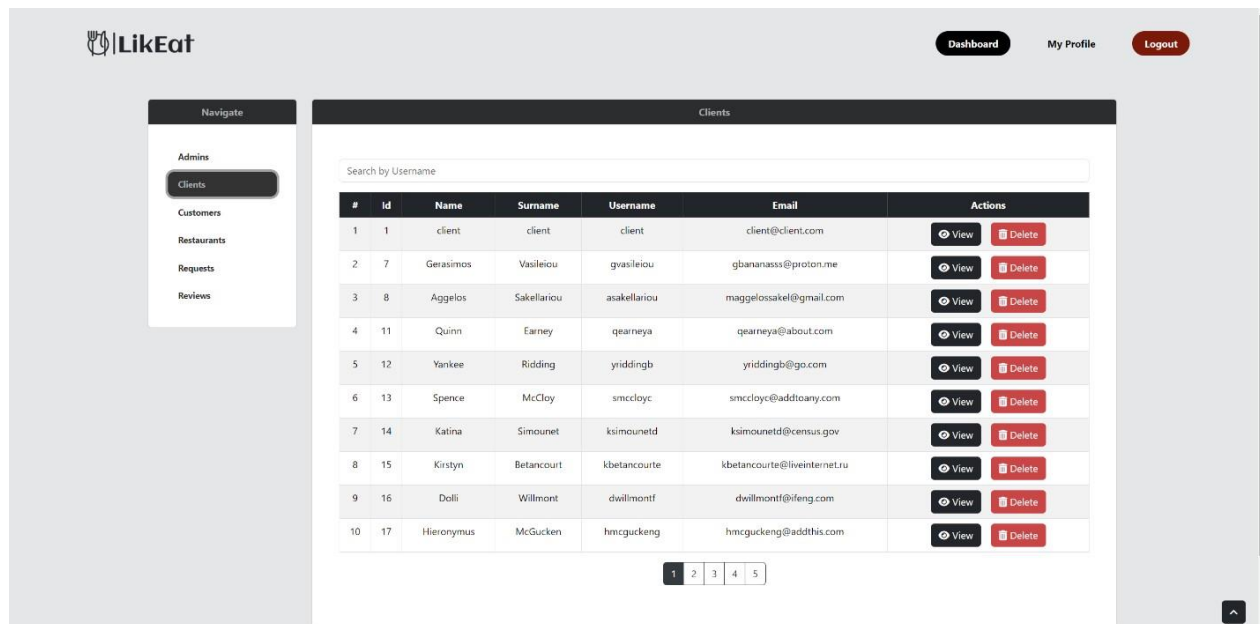 LikEat
Dashboard My Profile Logout
Navigate
Admins
Clients
Customers
Restaurants
Requests
Reviews
Clients
Search by Username
# Id Name Surname Username Email Actions
1 1 client client client client@client.com View Delete
2 7 Gerasimos Vasileiou gvasileiou gbananasss@proton.me View Delete
3 8 Aggelos Sakellariou asakellariou maggelossakel@gmail.com View Delete
4 11 Quinn Earney qearneya qearneya@about.com View Delete
5 12 Yankee Ridding yriddingb yriddingb@go.com View Delete
6 13 Spence McCloy smccloyc smccloyc@addtoany.com View Delete
7 14 Katina Simounet ksimounetd ksimounetd@census.gov View Delete
8 15 Kirstyn Betancourt kbetancourte kbetancourte@liveinternet.ru View Delete
9 16 Dolli Willmont dwillmontf dwillmontf@ifeng.com View Delete
10 17 Hieronymus McGucken hmcguckeng hmcguckeng@addthis.com View Delete
1 2 3 4 5